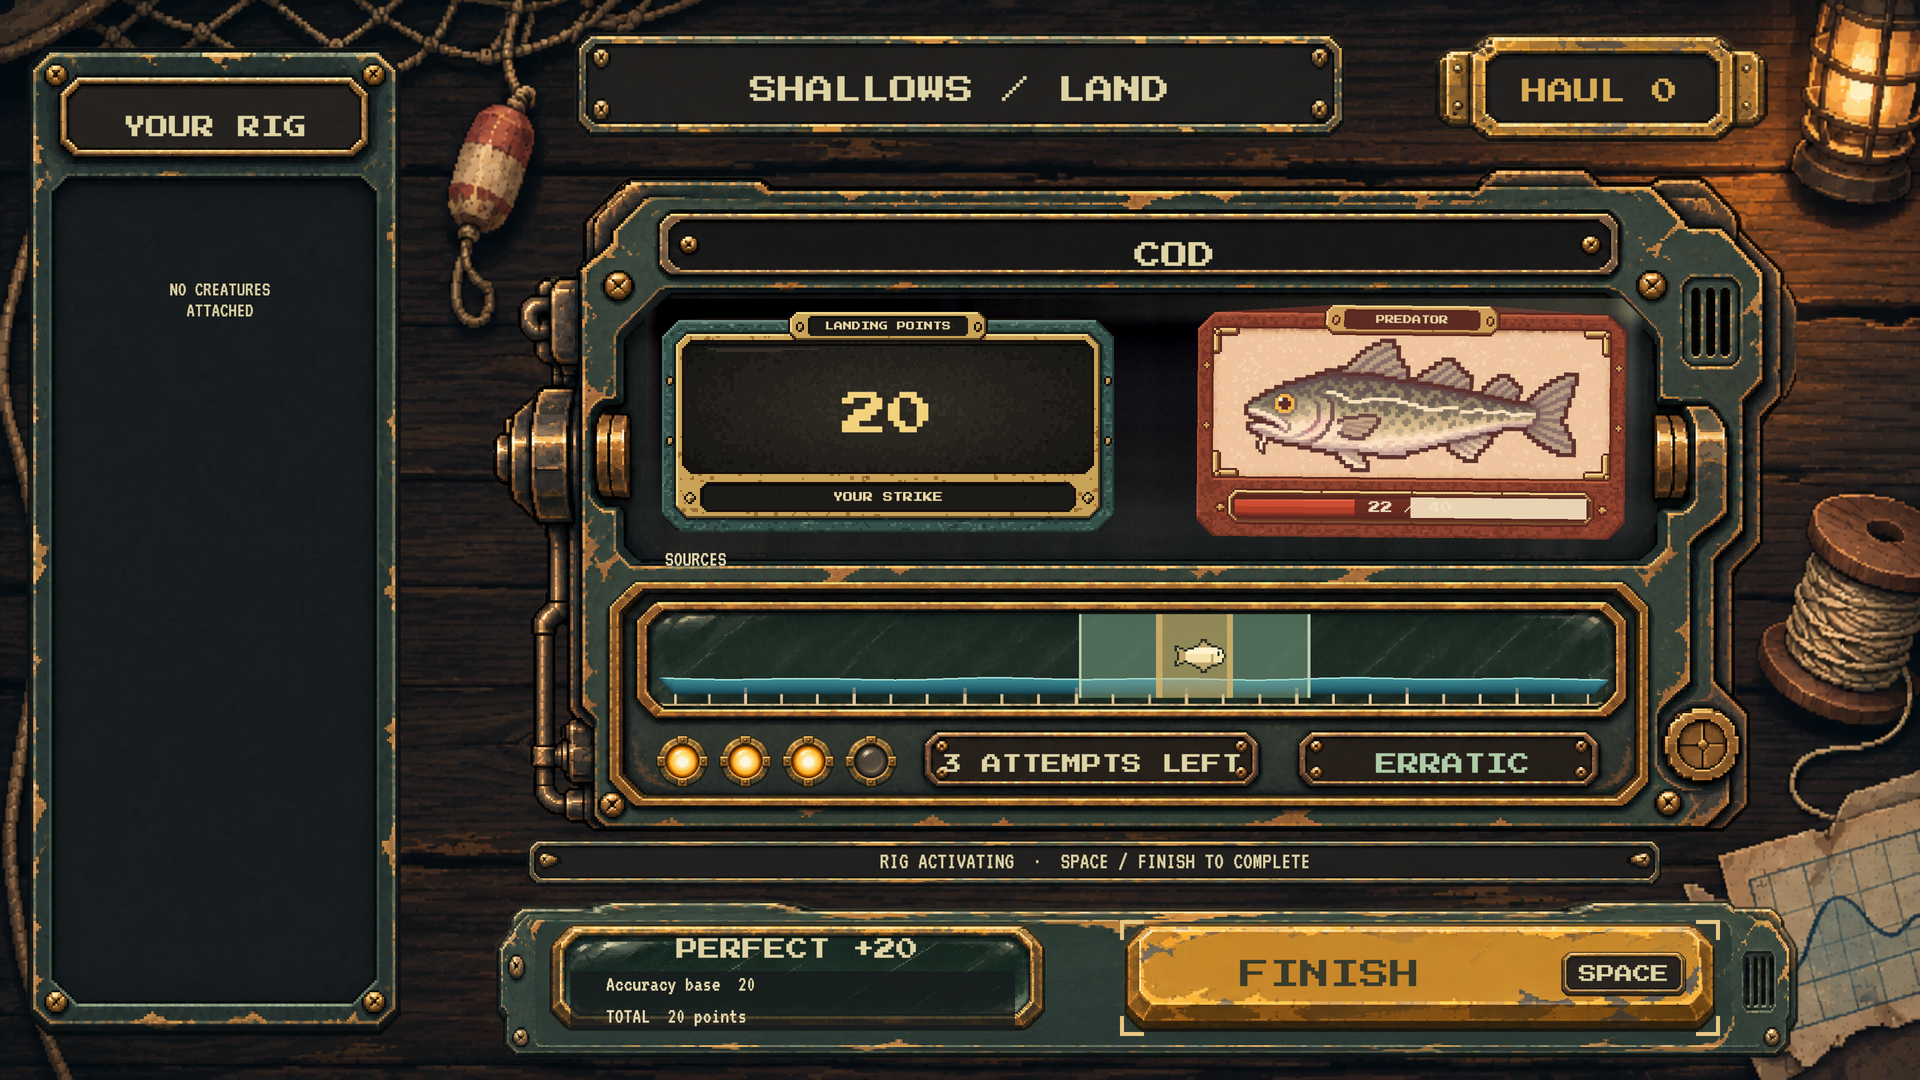 SHALLOWS / LAND
HAUL 0
YOUR RIG
NO CREATURES
ATTACHED
COD
LANDING POINTS
20
YOUR STRIKE
PREDATOR
22 / 40
SOURCES
3 ATTEMPTS LEFT
ERRATIC
RIG ACTIVATING · SPACE / FINISH TO COMPLETE
PERFECT +20
Accuracy base 20
TOTAL 20 points
FINISH
SPACE